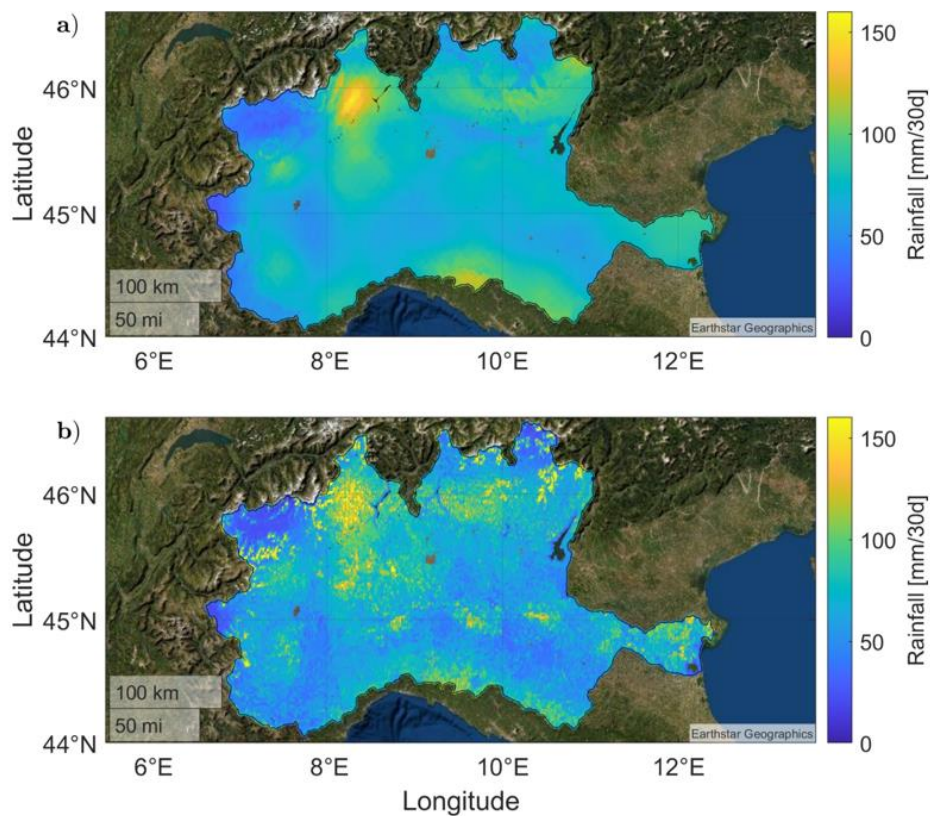 a)
Latitude
46°N
45°N
44°N
100 km
50 mi
Earthstar Geographics
6°E
8°E
10°E
12°E
150
100
50
0
Rainfall [mm/30d]
b)
Latitude
46°N
45°N
44°N
100 km
50 mi
Earthstar Geographics
6°E
8°E
10°E
12°E
Longitude
150
100
50
0
Rainfall [mm/30d]